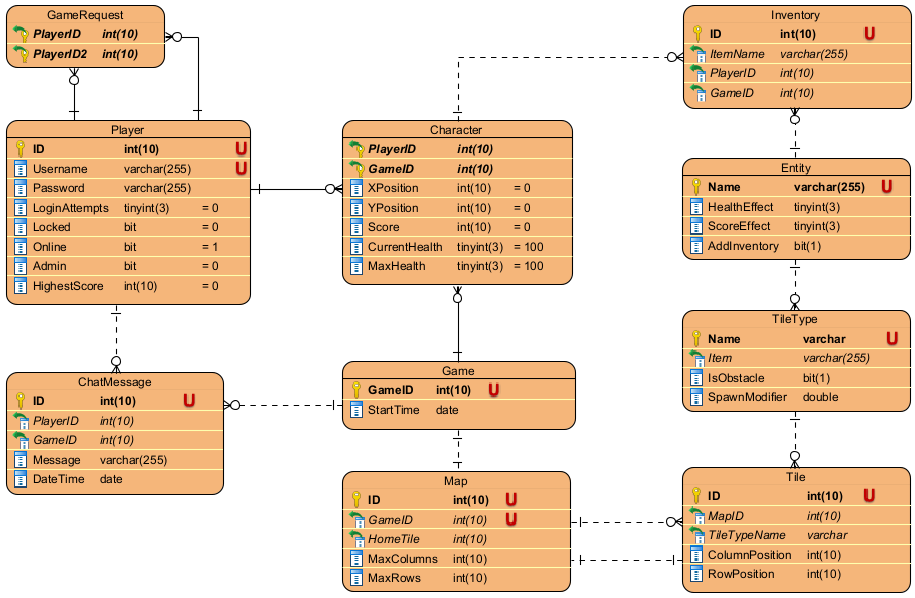 GameRequest
PlayerID int(10)
PlayerID2 int(10)
Player
ID int(10) U
Username varchar(255) U
Password varchar(255)
LoginAttempts tinyint(3) = 0
Locked bit = 0
Online bit = 1
Admin bit = 0
HighestScore int(10) = 0
ChatMessage
ID int(10) U
PlayerID int(10)
GameID int(10)
Message varchar(255)
DateTime date
Character
PlayerID int(10)
GameID int(10)
XPosition int(10) = 0
YPosition int(10) = 0
Score int(10) = 0
CurrentHealth tinyint(3) = 100
MaxHealth tinyint(3) = 100
Game
GameID int(10) U
StartTime date
Map
ID int(10) U
GameID int(10) U
HomeTile int(10)
MaxColumns int(10)
MaxRows int(10)
Inventory
ID int(10) U
ItemName varchar(255)
PlayerID int(10)
GameID int(10)
Entity
Name varchar(255) U
HealthEffect tinyint(3)
ScoreEffect tinyint(3)
AddInventory bit(1)
TileType
Name varchar U
Item varchar(255)
IsObstacle bit(1)
SpawnModifier double
Tile
ID int(10) U
MapID int(10)
TileTypeName varchar
ColumnPosition int(10)
RowPosition int(10)